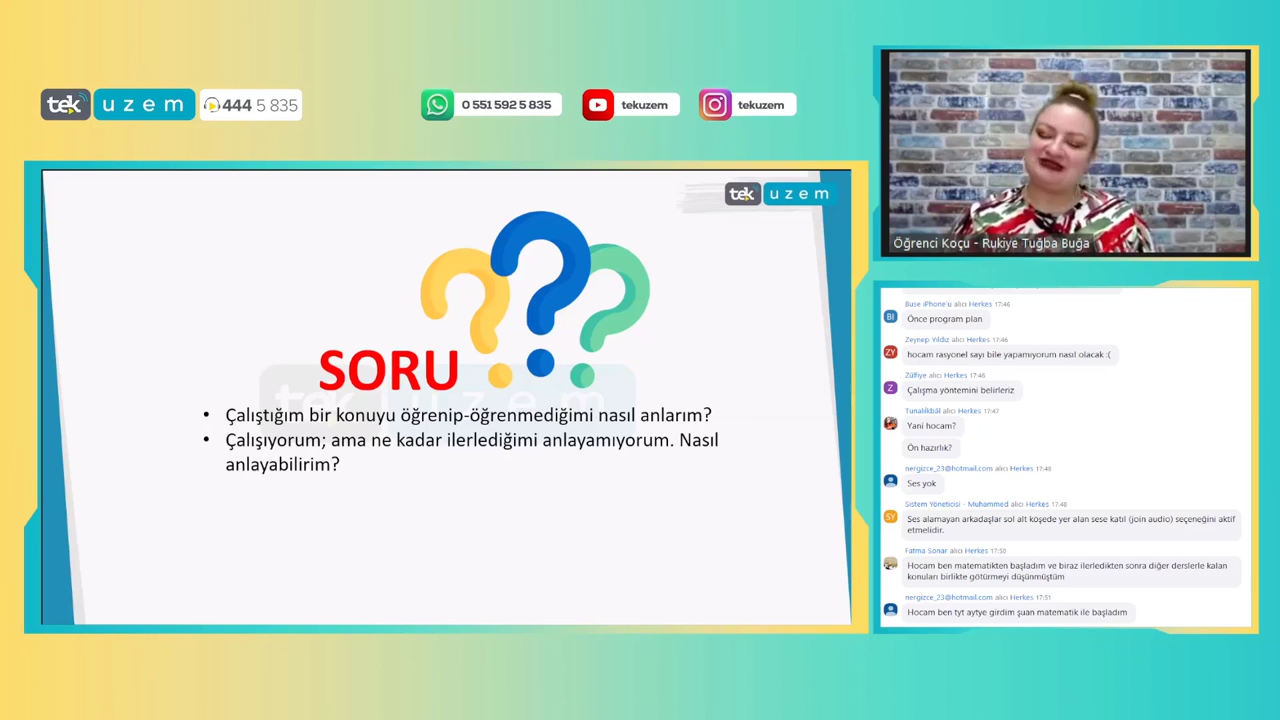 tek
uzem
444 5 835
0 551 592 5 835
tekuzem
tekuzem
tek uzem
SORU
• Çalıştığım bir konuyu öğrenip-öğrenmediğimi nasıl anlarım?
• Çalışıyorum; ama ne kadar ilerlediğimi anlayamıyorum. Nasıl
anlayabilirim?
Öğrenci Koçu - Rukiye Tuğba Buğa
Buse iPhone'u alıcı Herkes 17:46
BI
Önce program plan
Zeynep Yıldız alıcı Herkes 17:46
ZY
hocam rasyonel sayı bile yapamıyorum nasıl olacak :(
Zülfiye alıcı Herkes 17:46
Z
Çalışma yöntemini belirleriz
Tunalıİkbâl alıcı Herkes 17:47
Yani hocam?
Ön hazırlık?
nergizce_23@hotmail.com alıcı Herkes 17:48
Ses yok
Sistem Yöneticisi - Muhammed alıcı Herkes 17:48
SY
Ses alamayan arkadaşlar sol alt köşede yer alan sese katıl (join audio) seçeneğini aktif
etmelidir.
Fatma Sonar alıcı Herkes 17:50
Hocam ben matematikten başladım ve biraz ilerledikten sonra diğer derslerle kalan
konuları birlikte götürmeyi düşünmüştüm
nergizce_23@hotmail.com alıcı Herkes 17:51
Hocam ben tyt aytye girdim şuan matematik ile başladım